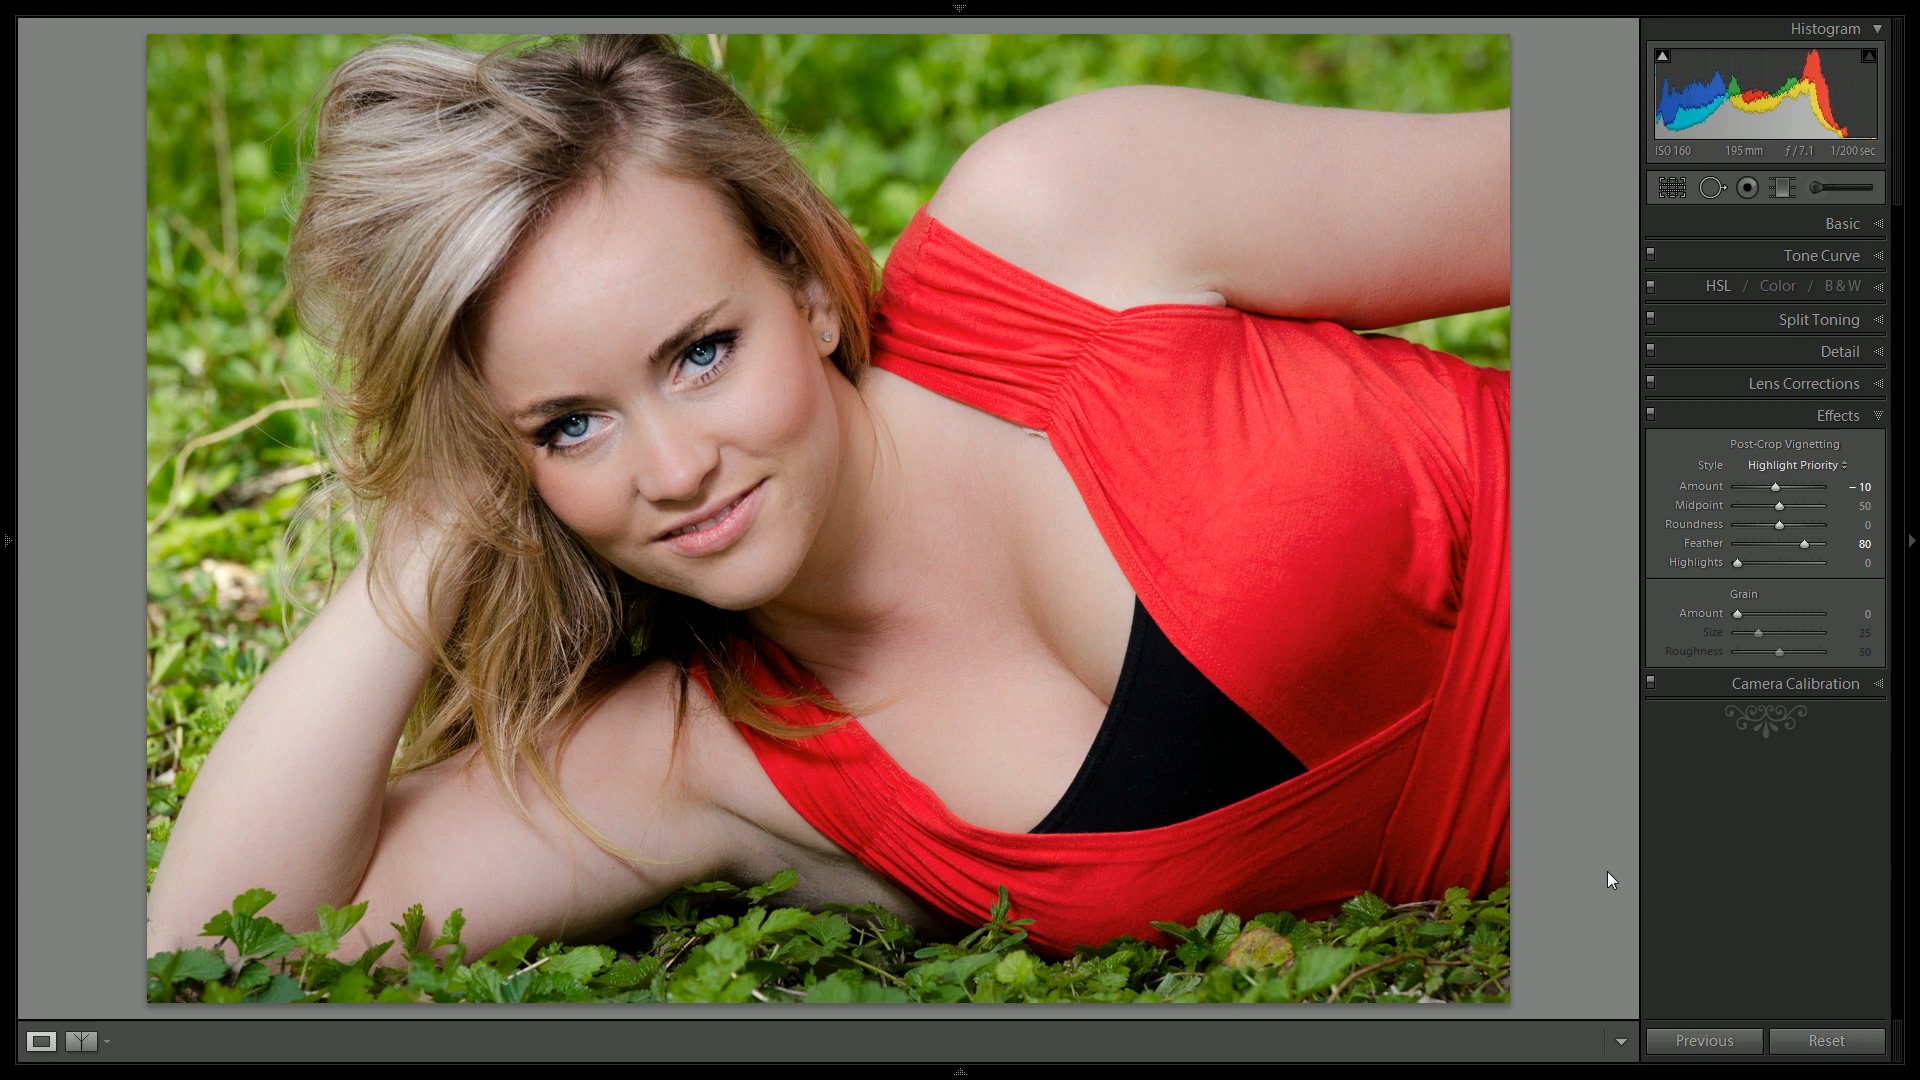 Histogram
ISO 160 195 mm ƒ / 7.1 1/200 sec
Basic
Tone Curve
HSL / Color / B & W
Split Toning
Detail
Lens Corrections
Effects
Post-Crop Vignetting
Style Highlight Priority
Amount – 10
Midpoint 50
Roundness 0
Feather 80
Highlights 0
Grain
Amount 0
Size 25
Roughness 50
Camera Calibration
Previous Reset